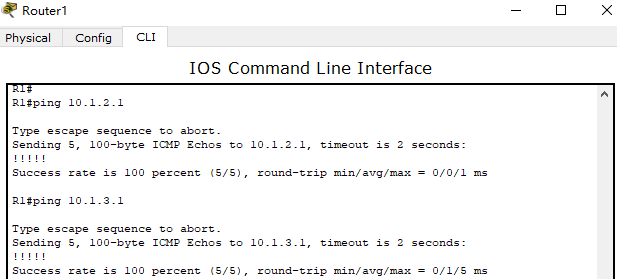 Router1
Physical Config CLI
IOS Command Line Interface
R1#
R1#ping 10.1.2.1
Type escape sequence to abort.
Sending 5, 100-byte ICMP Echos to 10.1.2.1, timeout is 2 seconds:
!!!!!
Success rate is 100 percent (5/5), round-trip min/avg/max = 0/0/1 ms
R1#ping 10.1.3.1
Type escape sequence to abort.
Sending 5, 100-byte ICMP Echos to 10.1.3.1, timeout is 2 seconds:
!!!!!
Success rate is 100 percent (5/5), round-trip min/avg/max = 0/1/5 ms